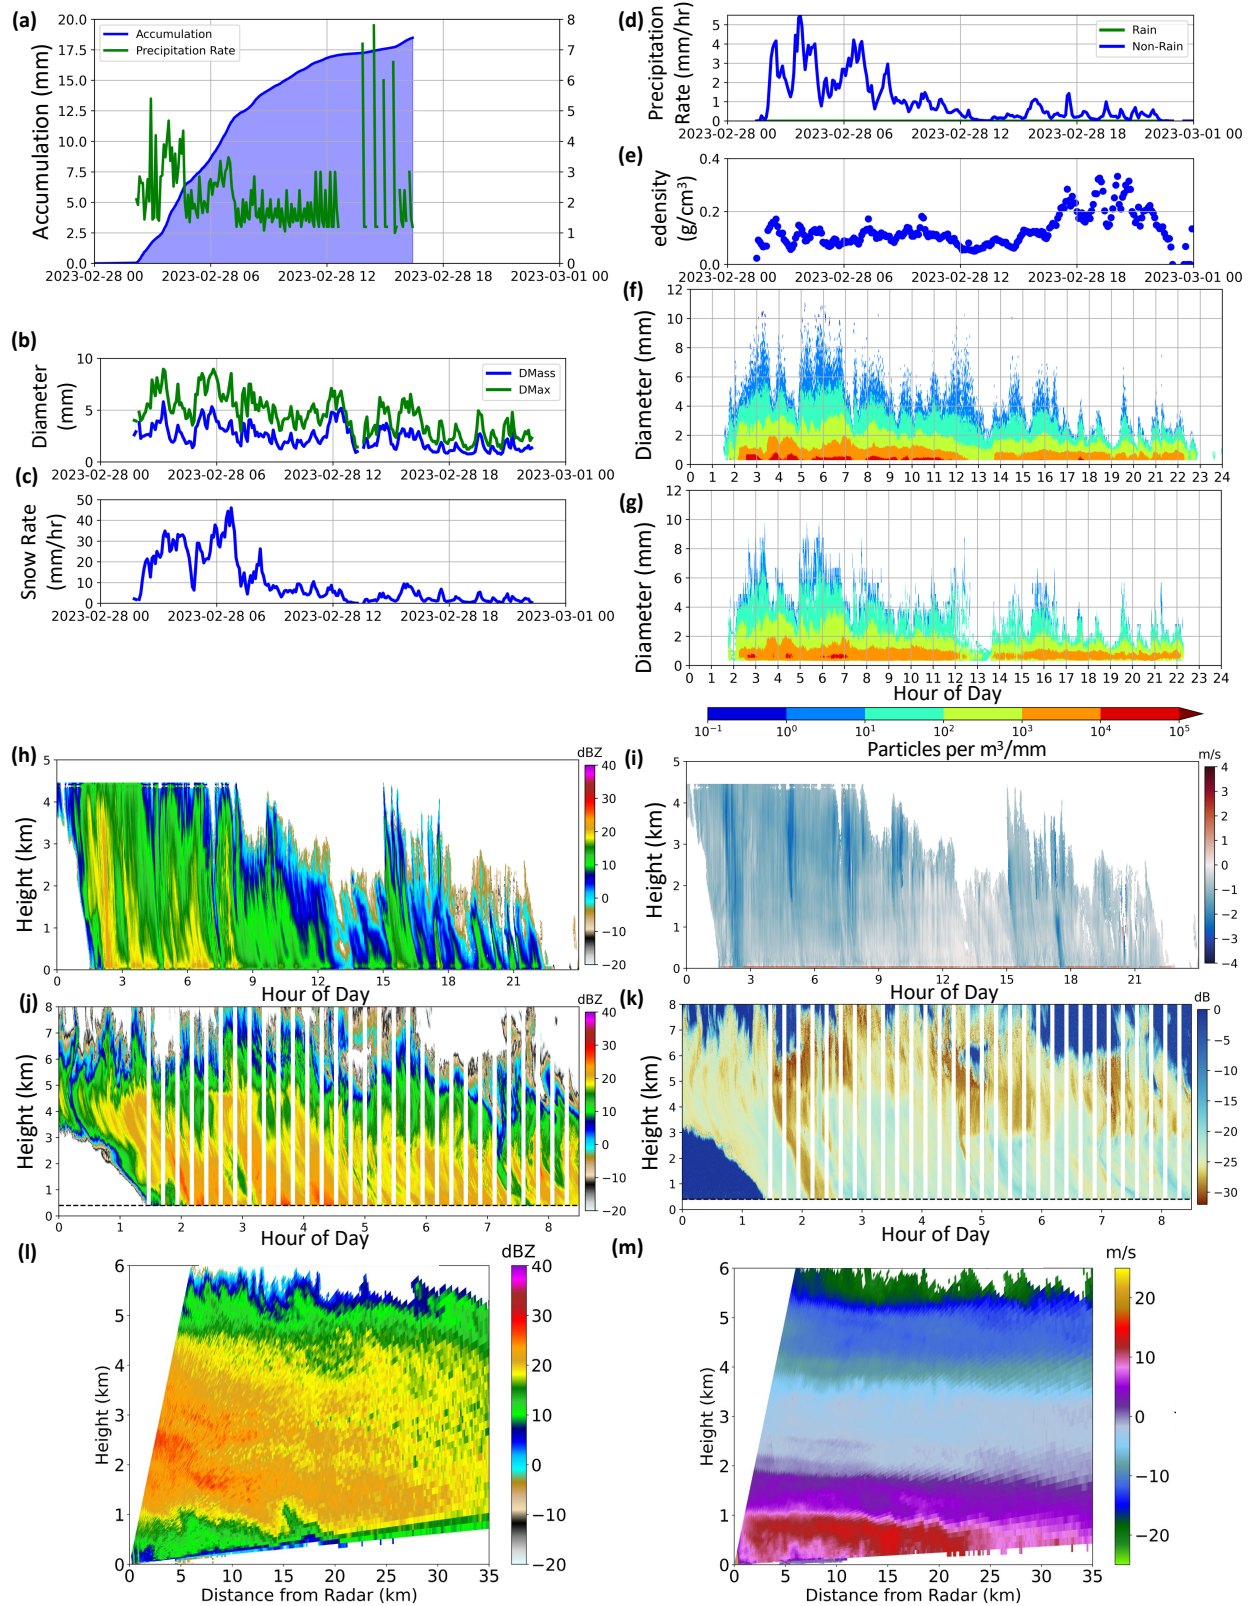 (a)
20.0
17.5
15.0
12.5
10.0
7.5
5.0
2.5
0.0
Accumulation (mm)
Accumulation
Precipitation Rate
8
7
6
5
4
3
2
1
0
2023-02-28 00 2023-02-28 06 2023-02-28 12 2023-02-28 18 2023-03-01 00
(b)
Diameter
(mm)
10
5
0
DMass
DMax
2023-02-28 00 2023-02-28 06 2023-02-28 12 2023-02-28 18 2023-03-01 00
(c)
Snow Rate
(mm/hr)
50
40
30
20
10
0
2023-02-28 00 2023-02-28 06 2023-02-28 12 2023-02-28 18 2023-03-01 00
(d)
Precipitation
Rate (mm/hr)
5
4
3
2
1
0
Rain
Non-Rain
2023-02-28 00 2023-02-28 06 2023-02-28 12 2023-02-28 18 2023-03-01 00
(e)
edensity
(g/cm³)
0.4
0.2
0.0
2023-02-28 00 2023-02-28 06 2023-02-28 12 2023-02-28 18 2023-03-01 00
(f)
Diameter (mm)
12
10
8
6
4
2
0
0 1 2 3 4 5 6 7 8 9 10 11 12 13 14 15 16 17 18 19 20 21 22 23 24
(g)
Diameter (mm)
12
10
8
6
4
2
0
0 1 2 3 4 5 6 7 8 9 10 11 12 13 14 15 16 17 18 19 20 21 22 23 24
Hour of Day
10⁻¹ 10⁰ 10¹ 10² 10³ 10⁴ 10⁵
Particles per m³/mm
(h)
Height (km)
5
4
3
2
1
0
0 3 6 9 12 15 18 21
Hour of Day
dBZ
40
30
20
10
0
−10
−20
(i)
Height (km)
5
4
3
2
1
0
0 3 6 9 12 15 18 21
Hour of Day
m/s
4
3
2
1
0
−1
−2
−3
−4
(j)
Height (km)
8
7
6
5
4
3
2
1
0
0 1 2 3 4 5 6 7 8
Hour of Day
dBZ
40
30
20
10
0
−10
−20
(k)
Height (km)
8
7
6
5
4
3
2
1
0
0 1 2 3 4 5 6 7 8
Hour of Day
dB
0
−5
−10
−15
−20
−25
−30
(l)
Height (km)
6
5
4
3
2
1
0
0 5 10 15 20 25 30 35
Distance from Radar (km)
dBZ
40
30
20
10
0
−10
−20
(m)
Height (km)
6
5
4
3
2
1
0
0 5 10 15 20 25 30 35
Distance from Radar (km)
m/s
20
10
0
−10
−20